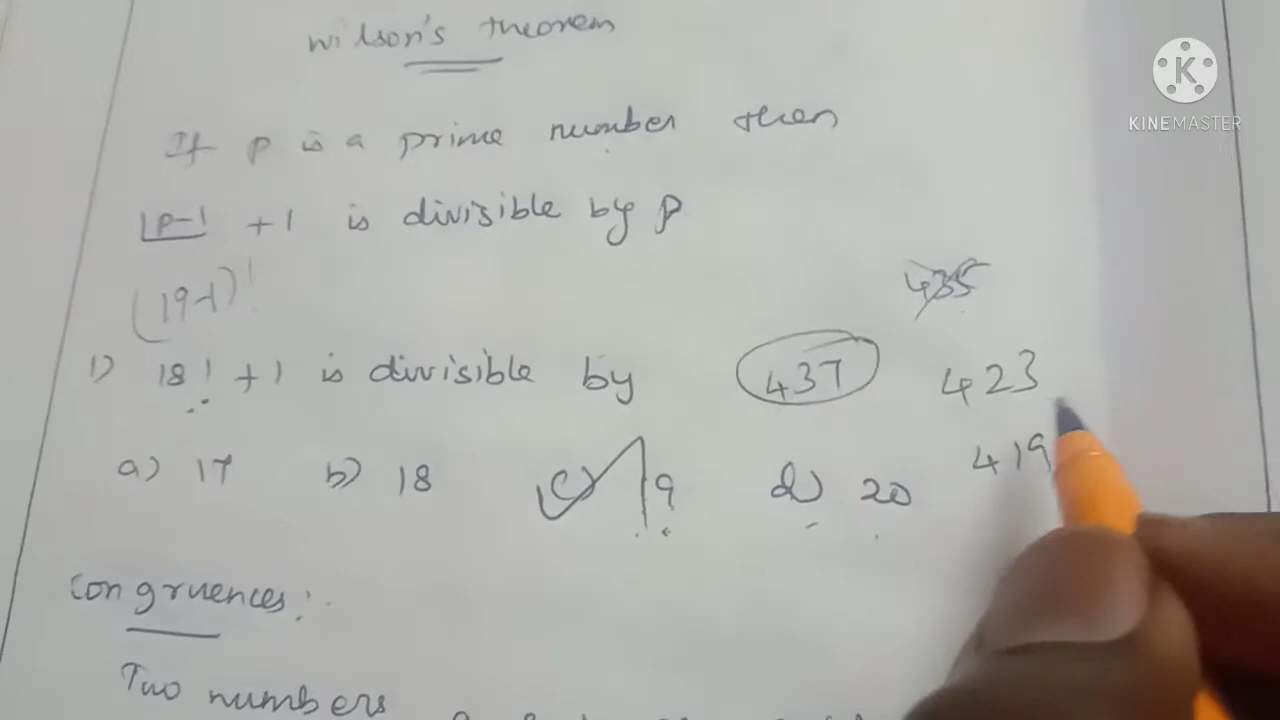 Wilson's theorem
KINEMASTER
If p is a prime number then
|p-1 +1 is divisible by p
(19-1)!
435
1) 18! +1 is divisible by 437 423
a) 17 b) 18 c) 19 d) 20 419
Congruences:
Two numbers